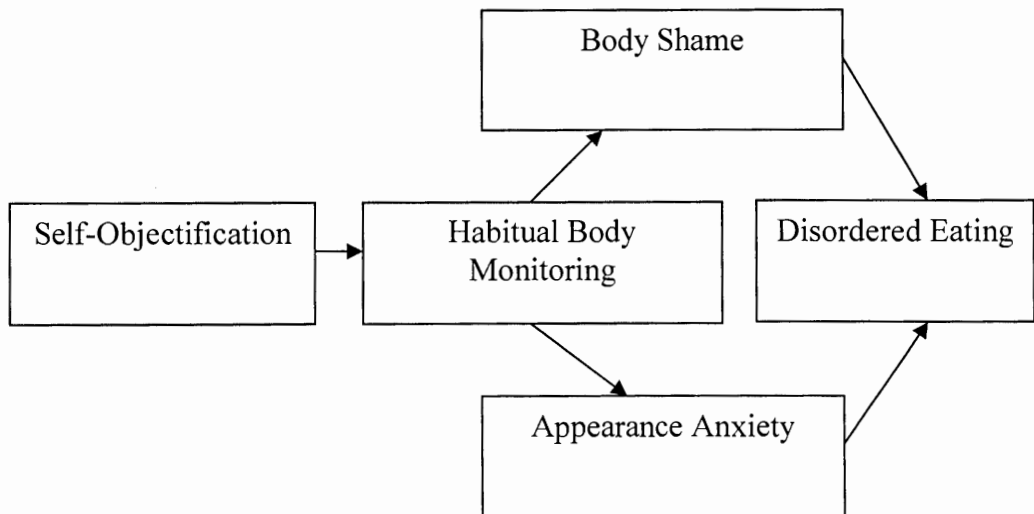 Body Shame
Self-Objectification
Habitual Body
Monitoring
Disordered Eating
Appearance Anxiety